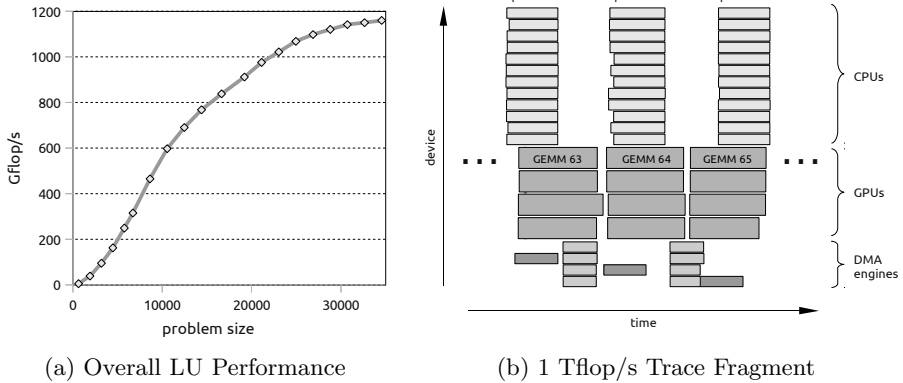 1200
1000
800
600
400
200
0
Gflop/s
0
10000
20000
30000
problem size
(a) Overall LU Performance
device
CPUs
...
GEMM 63
GEMM 64
GEMM 65
...
GPUs
DMA
engines
time
(b) 1 Tflop/s Trace Fragment